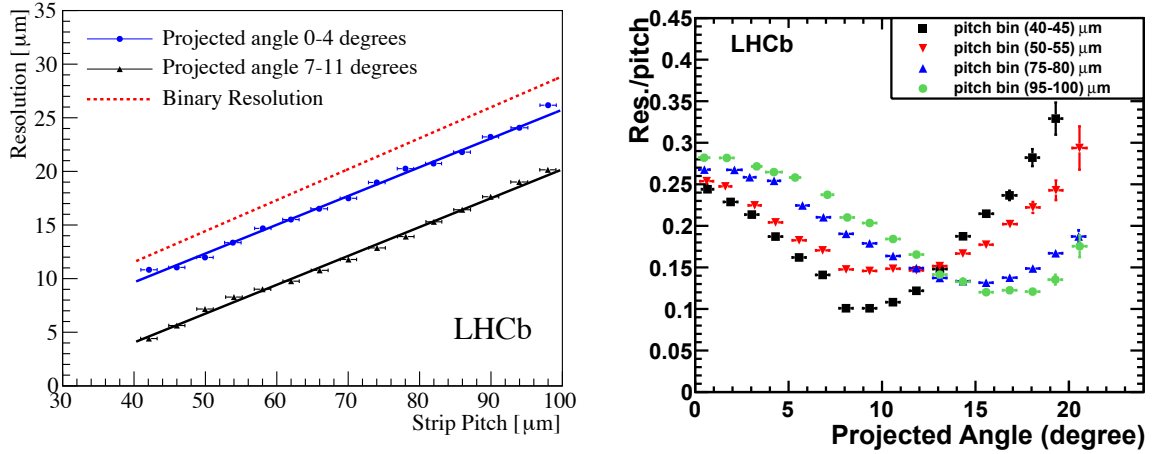 Resolution [ μm]
35
30
25
20
15
10
5
0
30
40
50
60
70
80
90
100
Strip Pitch [ μm]
Projected angle 0-4 degrees
Projected angle 7-11 degrees
Binary Resolution
LHCb
Res./pitch
0.45
0.4
0.35
0.3
0.25
0.2
0.15
0.1
0.05
0
0
5
10
15
20
Projected Angle (degree)
LHCb
pitch bin (40-45) μm
pitch bin (50-55) μm
pitch bin (75-80) μm
pitch bin (95-100) μm